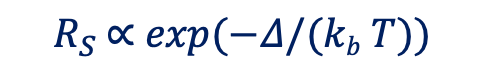 R_S ∝ exp(−Δ/(k_b T))